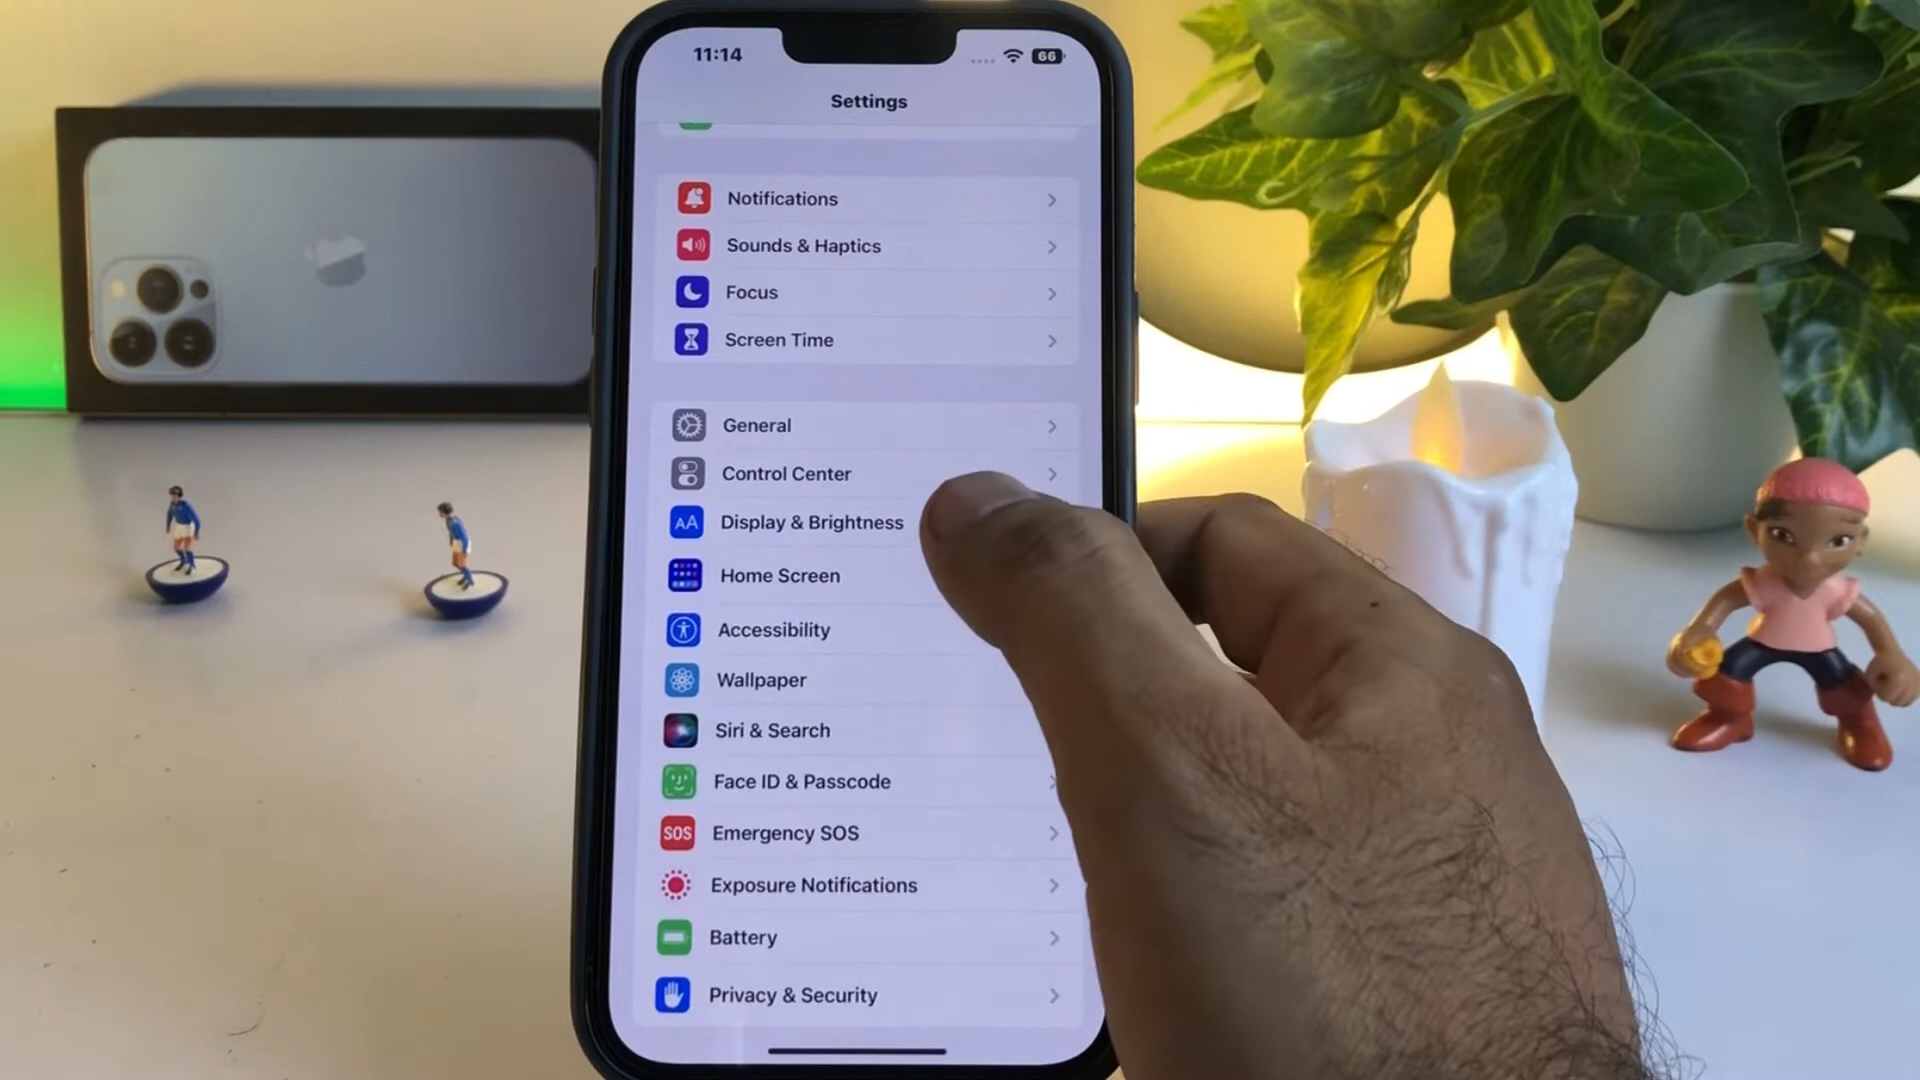 11:14
66
Settings
Notifications
Sounds & Haptics
Focus
Screen Time
General
Control Center
AA Display & Brightness
Home Screen
Accessibility
Wallpaper
Siri & Search
Face ID & Passcode
SOS Emergency SOS
Exposure Notifications
Battery
Privacy & Security